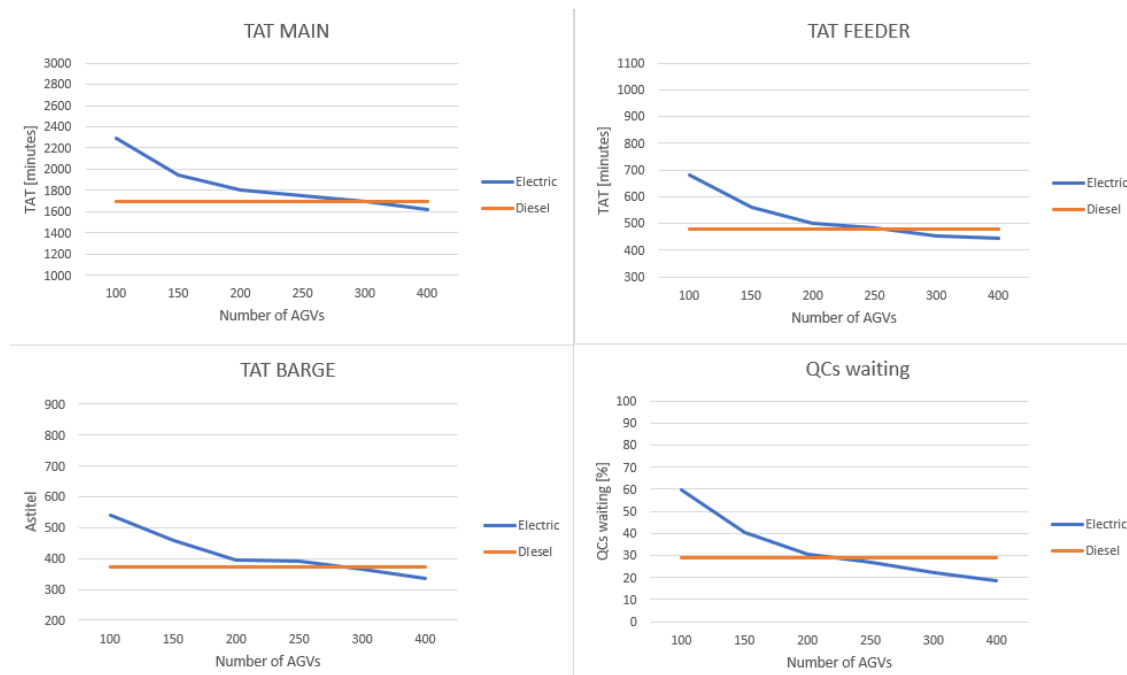 TAT MAIN
3000
2800
2600
2400
2200
2000
1800
1600
1400
1200
1000
TAT [minutes]
100 150 200 250 300 400
Number of AGVs
Electric
Diesel
TAT FEEDER
1100
1000
900
800
700
600
500
400
300
TAT [minutes]
100 150 200 250 300 400
Number of AGVs
Electric
Diesel
TAT BARGE
900
800
700
600
500
400
300
200
Astitel
100 150 200 250 300 400
Number of AGVs
Electric
DIesel
QCs waiting
100
90
80
70
60
50
40
30
20
10
0
QCs waiting [%]
100 150 200 250 300 400
Number of AGVs
Electric
Diesel